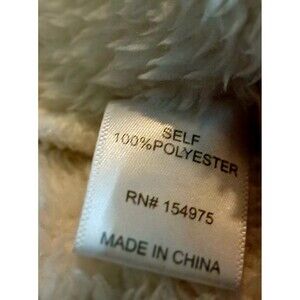 SELF
100%POLYESTER
RN# 154975
MADE IN CHINA